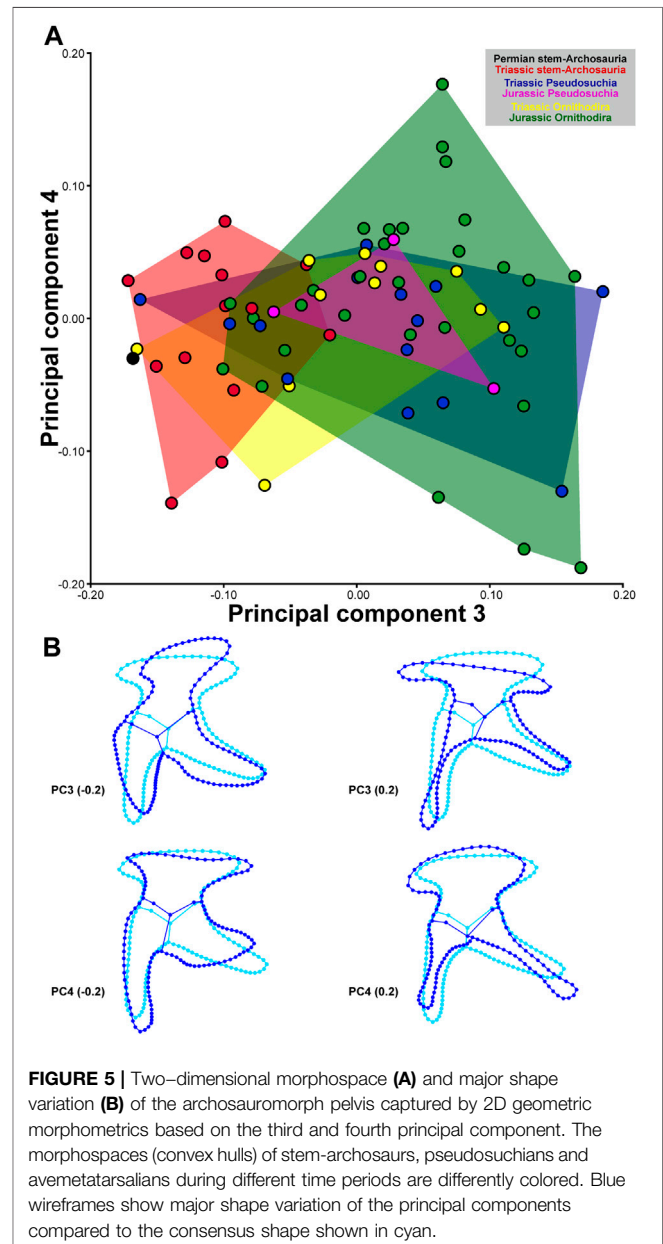 A
Permian stem-Archosauria
Triassic stem-Archosauria
Triassic Pseudosuchia
Jurassic Pseudosuchia
Triassic Ornithodira
Jurassic Ornithodira
0.20
0.10
0.00
-0.10
-0.20
Principal component 4
-0.20
-0.10
0.00
0.10
0.20
Principal component 3
B
PC3 (-0.2)
PC3 (0.2)
PC4 (-0.2)
PC4 (0.2)
FIGURE 5 | Two–dimensional morphospace (A) and major shape
variation (B) of the archosauromorph pelvis captured by 2D geometric
morphometrics based on the third and fourth principal component. The
morphospaces (convex hulls) of stem-archosaurs, pseudosuchians and
avemetatarsalians during different time periods are differently colored. Blue
wireframes show major shape variation of the principal components
compared to the consensus shape shown in cyan.